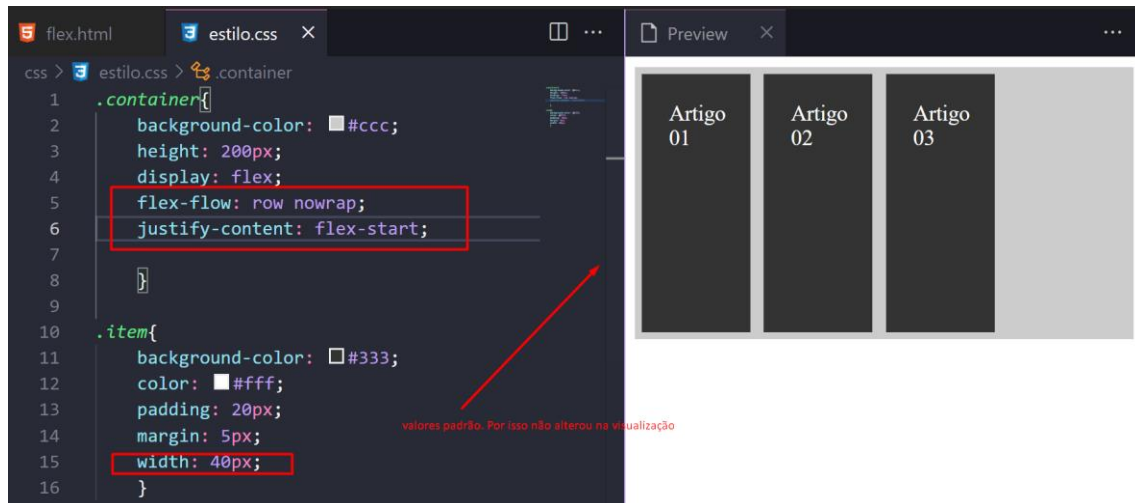 flex.html
estilo.css ×
Preview ×
css > estilo.css > .container
1 .container{
2 background-color: #ccc;
3 height: 200px;
4 display: flex;
5 flex-flow: row nowrap;
6 justify-content: flex-start;
7
8 }
9
10 .item{
11 background-color: #333;
12 color: #fff;
13 padding: 20px;
14 margin: 5px;
15 width: 40px;
16 }
valores padrão. Por isso não alterou na visualização
Artigo
01
Artigo
02
Artigo
03